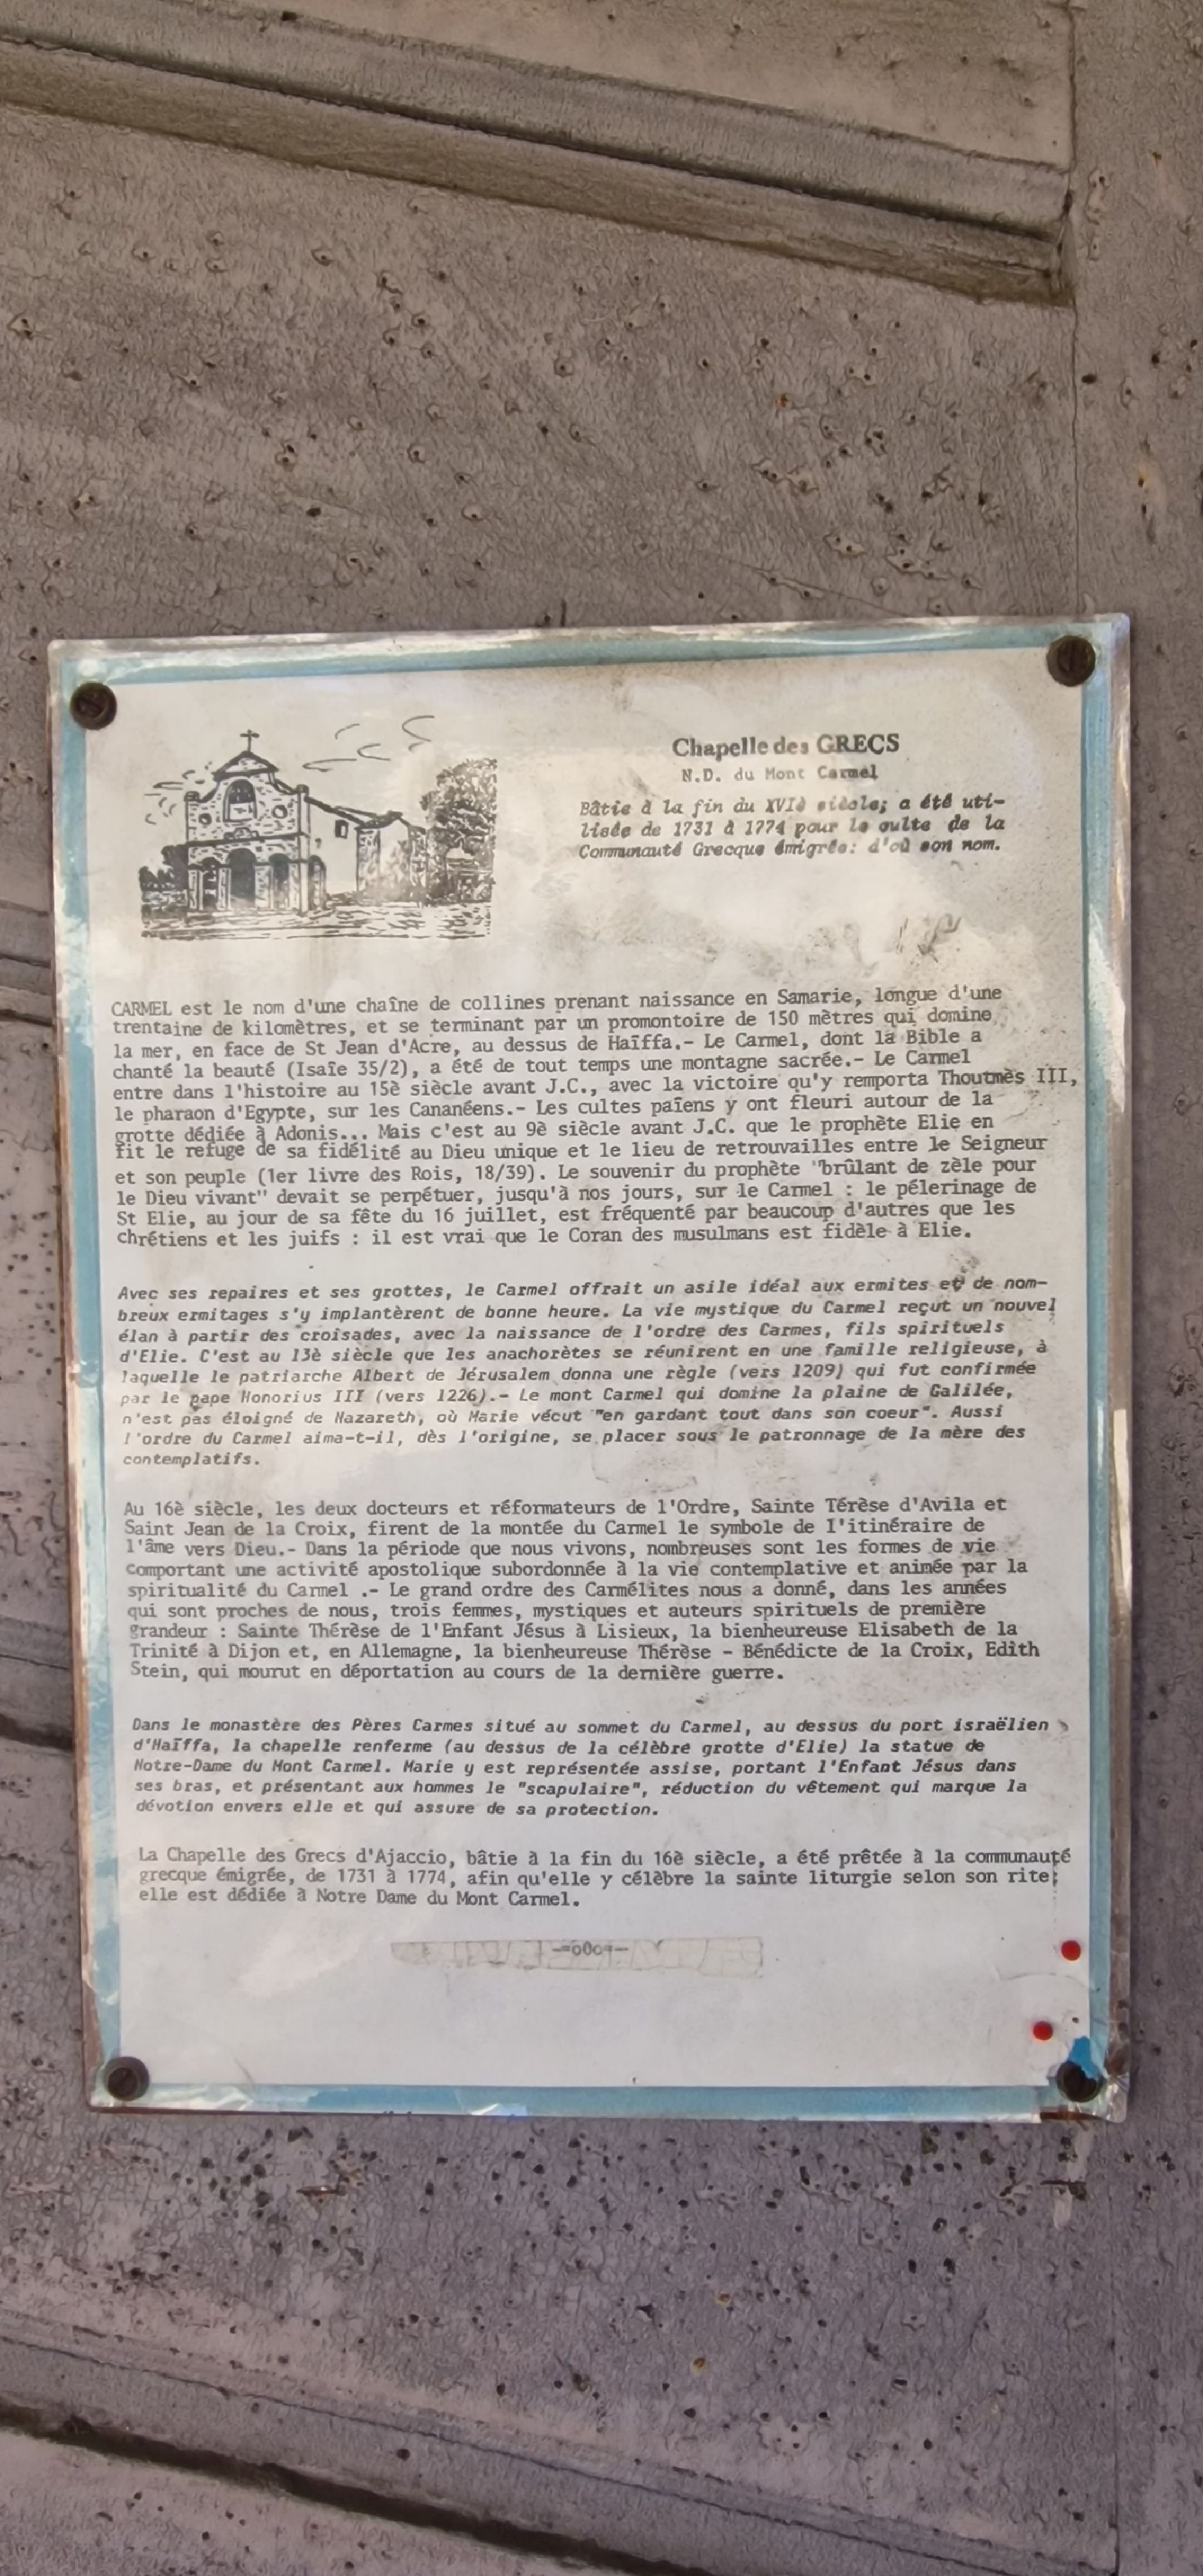 Chapelle des GRECS
N.D. du Mont Carmel
Bâtie à la fin du XVIè siècle; a été uti-
lisée de 1731 à 1774 pour le culte de la
Communauté Grecque émigrée: d'où son nom.
CARMEL est le nom d'une chaîne de collines prenant naissance en Samarie, longue d'une
trentaine de kilomètres, et se terminant par un promontoire de 150 mètres qui domine
la mer, en face de St Jean d'Acre, au dessus de Haïffa.- Le Carmel, dont la Bible a
chanté la beauté (Isaîe 35/2), a été de tout temps une montagne sacrée.- Le Carmel
entre dans l'histoire au 15è siècle avant J.C., avec la victoire qu'y remporta Thoutmès III,
le pharaon d'Egypte, sur les Cananéens.- Les cultes païens y ont fleuri autour de la
grotte dédiée à Adonis... Mais c'est au 9è siècle avant J.C. que le prophète Elie en
fit le refuge de sa fidélité au Dieu unique et le lieu de retrouvailles entre le Seigneur
et son peuple (1er livre des Rois, 18/39). Le souvenir du prophète "brûlant de zèle pour
le Dieu vivant" devait se perpétuer, jusqu'à nos jours, sur le Carmel : le pélerinage de
St Elie, au jour de sa fête du 16 juillet, est fréquenté par beaucoup d'autres que les
chrétiens et les juifs : il est vrai que le Coran des musulmans est fidèle à Elie.
Avec ses repaires et ses grottes, le Carmel offrait un asile idéal aux ermites et de nom-
breux ermitages s'y implantèrent de bonne heure. La vie mystique du Carmel reçut un nouvel
élan à partir des croisades, avec la naissance de l'ordre des Carmes, fils spirituels
d'Elie. C'est au 13è siècle que les anachorètes se réunirent en une famille religieuse, à
laquelle le patriarche Albert de Jérusalem donna une règle (vers 1209) qui fut confirmée
par le pape Honorius III (vers 1226).- Le mont Carmel qui domine la plaine de Galilée,
n'est pas éloigné de Nazareth, où Marie vécut "en gardant tout dans son coeur". Aussi
l'ordre du Carmel aima-t-il, dès l'origine, se placer sous le patronnage de la mère des
contemplatifs.
Au 16è siècle, les deux docteurs et réformateurs de l'Ordre, Sainte Térèse d'Avila et
Saint Jean de la Croix, firent de la montée du Carmel le symbole de I'itinéraire de
l'âme vers Dieu.- Dans la période que nous vivons, nombreuses sont les formes de vie
comportant une activité apostolique subordonnée à la vie contemplative et animée par la
spiritualité du Carmel .- Le grand ordre des Carmélites nous a donné, dans les années
qui sont proches de nous, trois femmes, mystiques et auteurs spirituels de première
grandeur : Sainte Thérèse de l'Enfant Jésus à Lisieux, la bienheureuse Elisabeth de la
Trinité à Dijon et, en Allemagne, la bienheureuse Thérèse - Bénédicte de la Croix, Edith
Stein, qui mourut en déportation au cours de la dernière guerre.
Dans le monastère des Pères Carmes situé au sommet du Carmel, au dessus du port israëlien
d'Haïffa, la chapelle renferme (au dessus de la célèbre grotte d'Elie) la statue de
Notre-Dame du Mont Carmel. Marie y est représentée assise, portant l'Enfant Jésus dans
ses bras, et présentant aux hommes le "scapulaire", réduction du vêtement qui marque la
dévotion envers elle et qui assure de sa protection.
La Chapelle des Grecs d'Ajaccio, bâtie à la fin du 16è siècle, a été prêtée à la communauté
grecque émigrée, de 1731 à 1774, afin qu'elle y célèbre la sainte liturgie selon son rite;
elle est dédiée à Notre Dame du Mont Carmel.